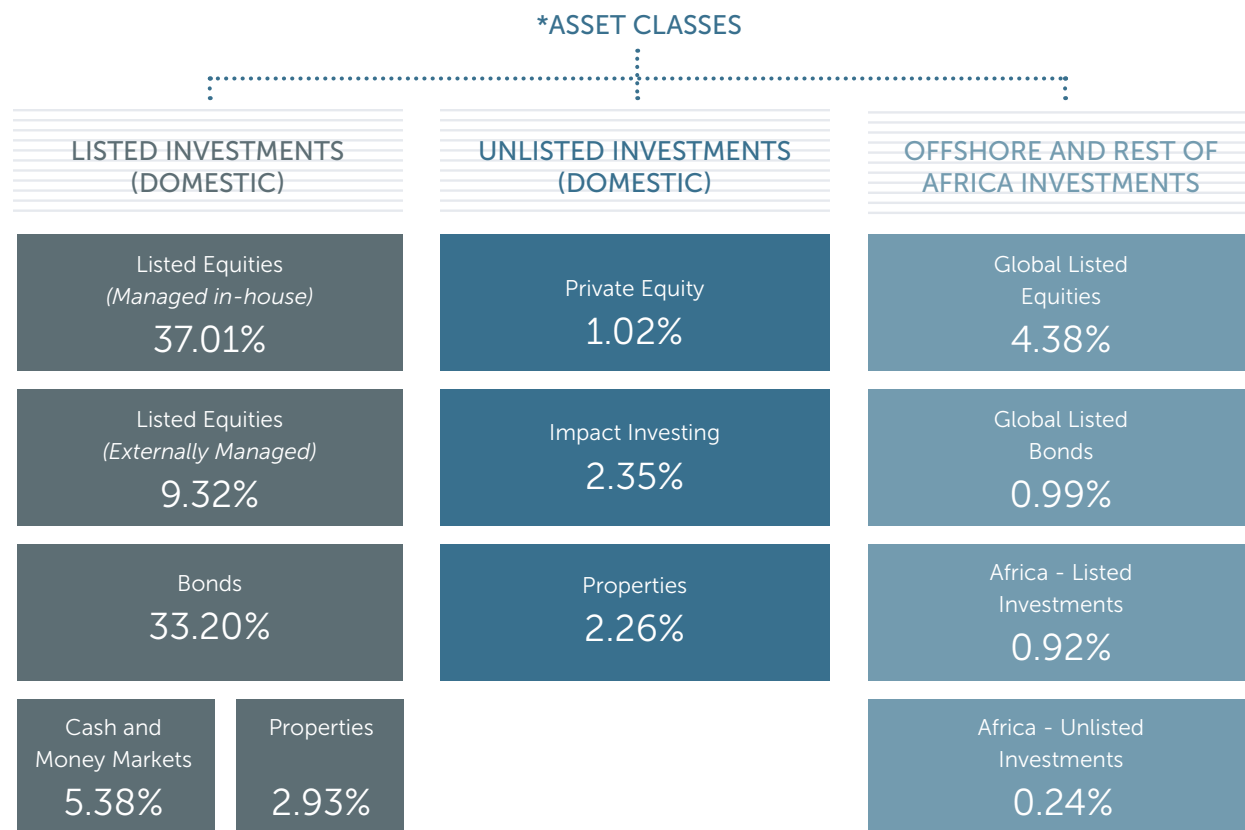 *ASSET CLASSES
LISTED INVESTMENTS
(DOMESTIC)
Listed Equities
(Managed in-house)
37.01%
Listed Equities
(Externally Managed)
9.32%
Bonds
33.20%
Cash and
Money Markets
5.38%
Properties
2.93%
UNLISTED INVESTMENTS
(DOMESTIC)
Private Equity
1.02%
Impact Investing
2.35%
Properties
2.26%
OFFSHORE AND REST OF
AFRICA INVESTMENTS
Global Listed
Equities
4.38%
Global Listed
Bonds
0.99%
Africa - Listed
Investments
0.92%
Africa - Unlisted
Investments
0.24%